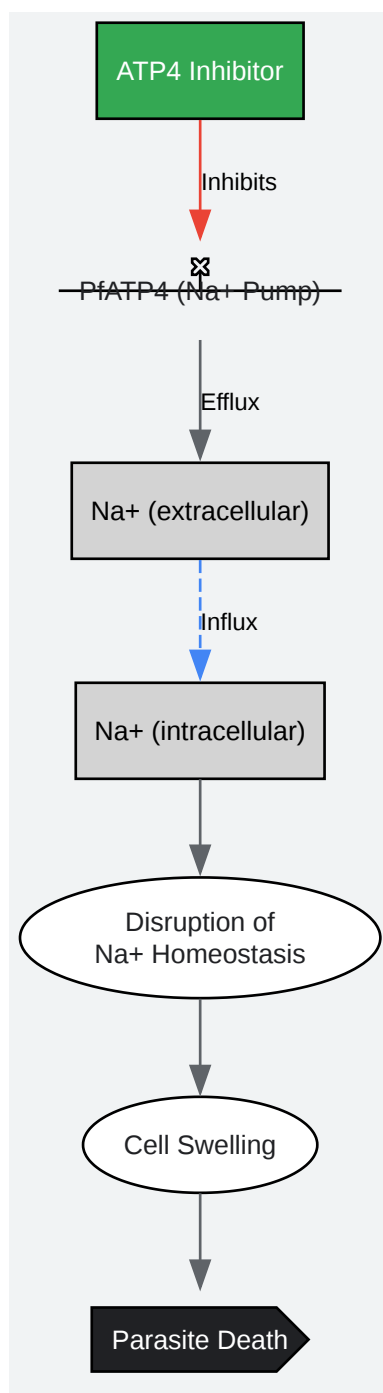 ATP4 Inhibitor
Inhibits
PfATP4 (Na+ Pump)
Efflux
Na+ (extracellular)
Influx
Na+ (intracellular)
Disruption of
Na+ Homeostasis
Cell Swelling
Parasite Death